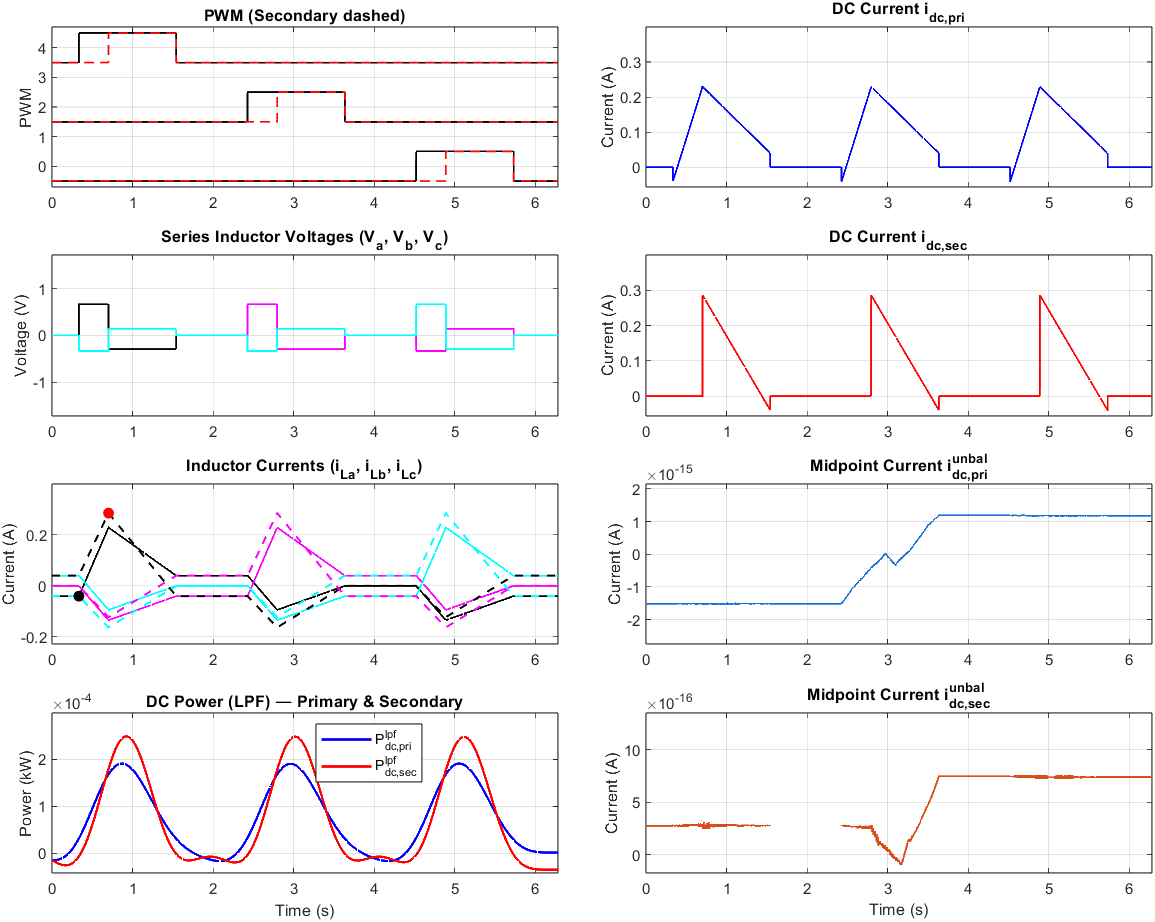 PWM (Secondary dashed)
PWM
4
3
2
1
0
0 1 2 3 4 5 6
DC Current i_dc,pri
Current (A)
0.3
0.2
0.1
0
0 1 2 3 4 5 6
Series Inductor Voltages (V_a, V_b, V_c)
Voltage (V)
1
0
-1
0 1 2 3 4 5 6
DC Current i_dc,sec
Current (A)
0.3
0.2
0.1
0
0 1 2 3 4 5 6
Inductor Currents (i_La, i_Lb, i_Lc)
Current (A)
0.2
0
-0.2
0 1 2 3 4 5 6
Midpoint Current i_dc,pri^unbal
×10^-15
Current (A)
2
1
0
-1
-2
0 1 2 3 4 5 6
DC Power (LPF) — Primary & Secondary
×10^-4
Power (kW)
2
1
0
P_dc,pri^lpf
P_dc,sec^lpf
0 1 2 3 4 5 6
Time (s)
Midpoint Current i_dc,sec^unbal
×10^-16
Current (A)
10
5
0
0 1 2 3 4 5 6
Time (s)